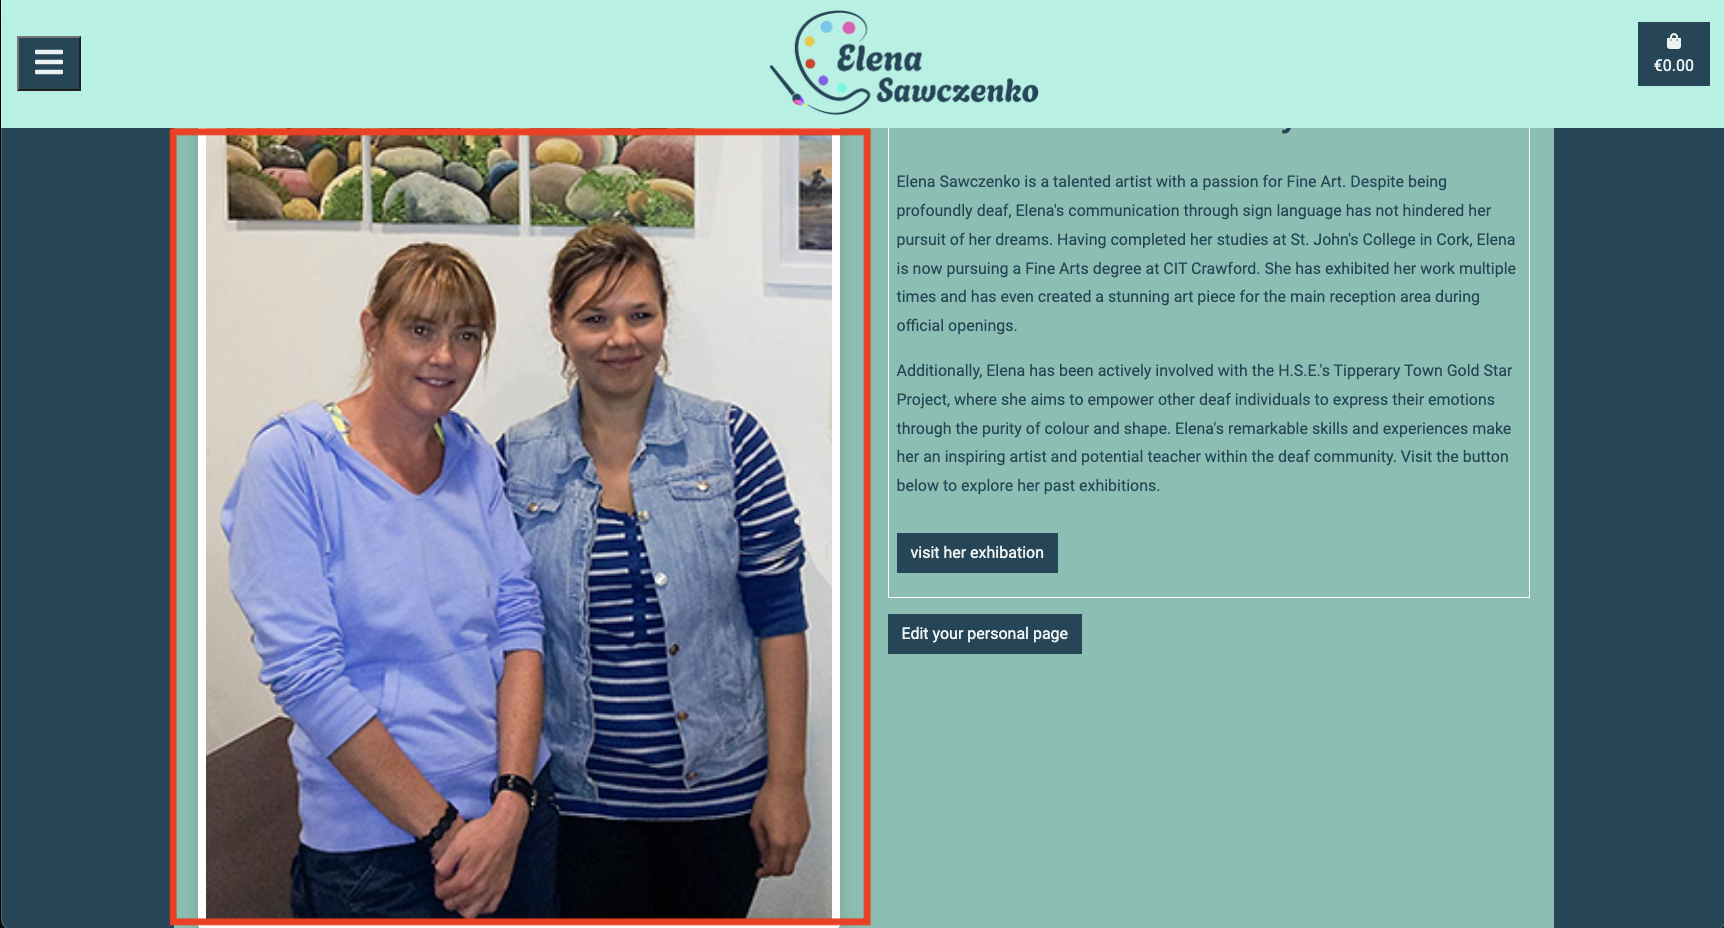 Elena
Sawczenko
€0.00
Elena Sawczenko is a talented artist with a passion for Fine Art. Despite being
profoundly deaf, Elena's communication through sign language has not hindered her
pursuit of her dreams. Having completed her studies at St. John's College in Cork, Elena
is now pursuing a Fine Arts degree at CIT Crawford. She has exhibited her work multiple
times and has even created a stunning art piece for the main reception area during
official openings.
Additionally, Elena has been actively involved with the H.S.E.'s Tipperary Town Gold Star
Project, where she aims to empower other deaf individuals to express their emotions
through the purity of colour and shape. Elena's remarkable skills and experiences make
her an inspiring artist and potential teacher within the deaf community. Visit the button
below to explore her past exhibitions.
visit her exhibation
Edit your personal page